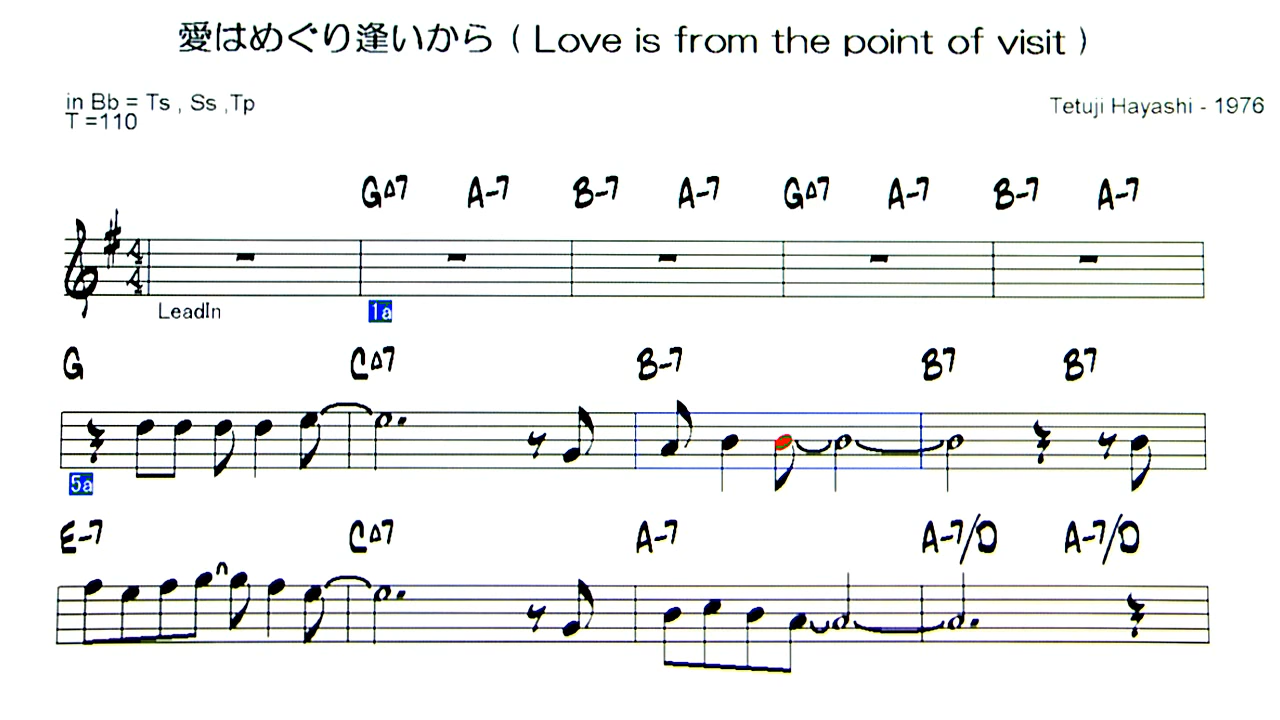 愛はめぐり逢いから ( Love is from the point of visit )
in Bb = Ts , Ss ,Tp
T =110
Tetuji Hayashi - 1976
G△7 A-7 B-7 A-7 G△7 A-7 B-7 A-7
4
4
LeadIn 1a
G C△7 B-7 B7 B7
5a
E-7 C△7 A-7 A-7/D A-7/D